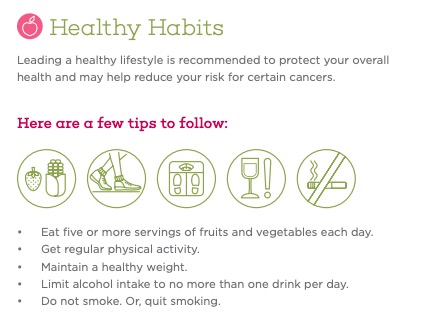 Healthy Habits
Leading a healthy lifestyle is recommended to protect your overall
health and may help reduce your risk for certain cancers.
Here are a few tips to follow:
• Eat five or more servings of fruits and vegetables each day.
• Get regular physical activity.
• Maintain a healthy weight.
• Limit alcohol intake to no more than one drink per day.
• Do not smoke. Or, quit smoking.